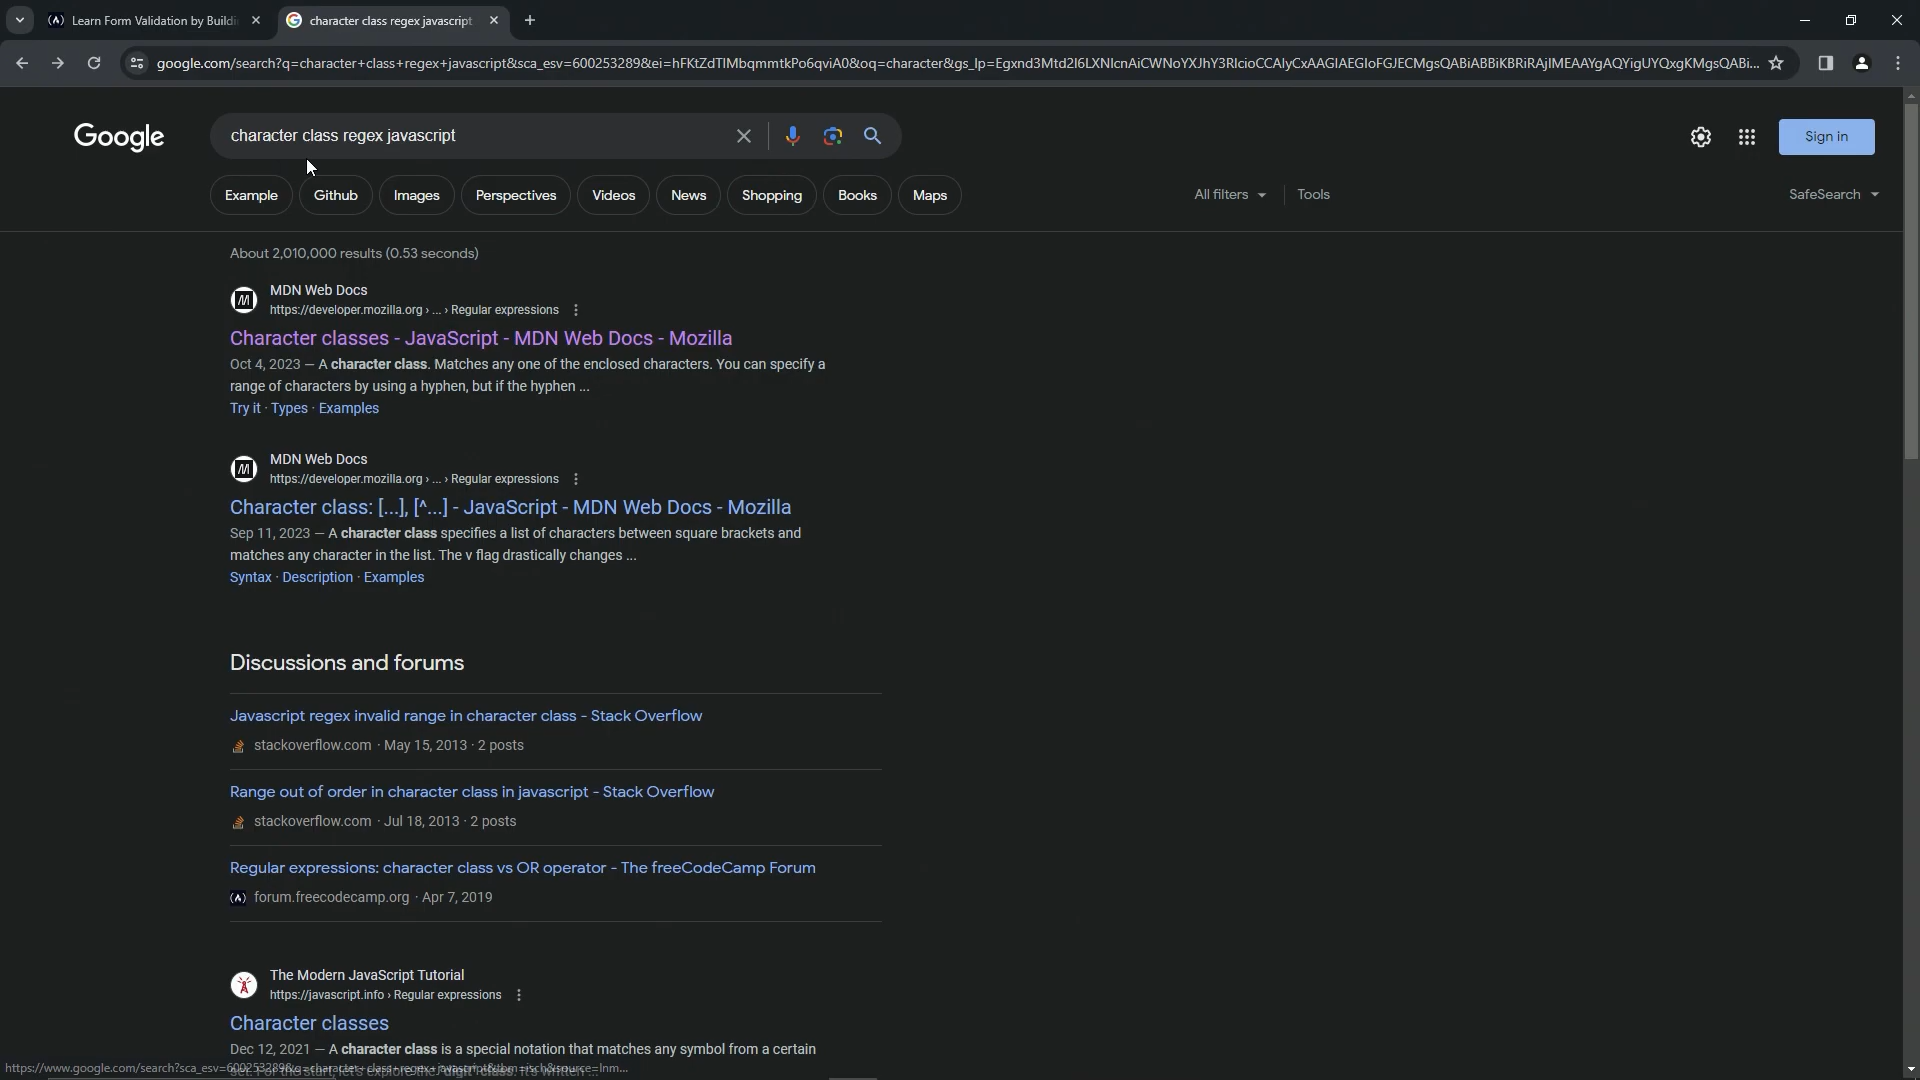 Learn Form Validation by Buildi
character class regex javascript
google.com/search?q=character+class+regex+javascript&sca_esv=600253289&ei=hFKtZdTIMbqmmtkPo6qviA0&oq=character&gs_lp=Egxnd3Mtd2l6LXNlcnAiCWNoYXJhY3RlcioCCAIyCxAAGIAEGIoFGJECMgsQABiABBiKBRiRAjIMEAAYgAQYigUYQxgKMgsQABi...
Google
character class regex javascript
Sign in
Example
Github
Images
Perspectives
Videos
News
Shopping
Books
Maps
All filters
Tools
SafeSearch
About 2,010,000 results (0.53 seconds)
MDN Web Docs
https://developer.mozilla.org › ... › Regular expressions
Character classes - JavaScript - MDN Web Docs - Mozilla
Oct 4, 2023 — A character class. Matches any one of the enclosed characters. You can specify a
range of characters by using a hyphen, but if the hyphen ...
Try it · Types · Examples
MDN Web Docs
https://developer.mozilla.org › ... › Regular expressions
Character class: [...], [^...] - JavaScript - MDN Web Docs - Mozilla
Sep 11, 2023 — A character class specifies a list of characters between square brackets and
matches any character in the list. The v flag drastically changes ...
Syntax · Description · Examples
Discussions and forums
Javascript regex invalid range in character class - Stack Overflow
stackoverflow.com · May 15, 2013 · 2 posts
Range out of order in character class in javascript - Stack Overflow
stackoverflow.com · Jul 18, 2013 · 2 posts
Regular expressions: character class vs OR operator - The freeCodeCamp Forum
forum.freecodecamp.org · Apr 7, 2019
The Modern JavaScript Tutorial
https://javascript.info › Regular expressions
Character classes
Dec 12, 2021 — A character class is a special notation that matches any symbol from a certain